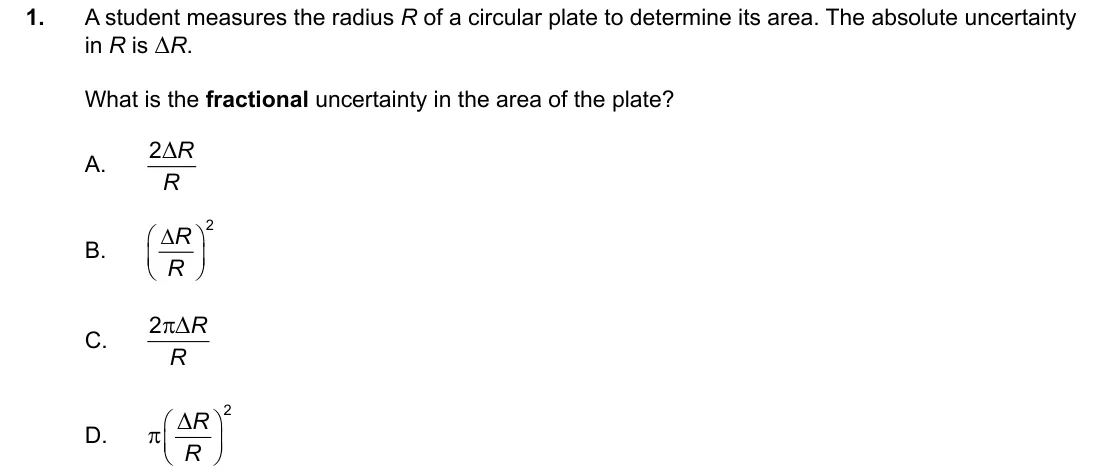 1. A student measures the radius R of a circular plate to determine its area. The absolute uncertainty
in R is ΔR.
What is the fractional uncertainty in the area of the plate?
A. 2ΔR/R
B. (ΔR/R)²
C. 2πΔR/R
D. π(ΔR/R)²